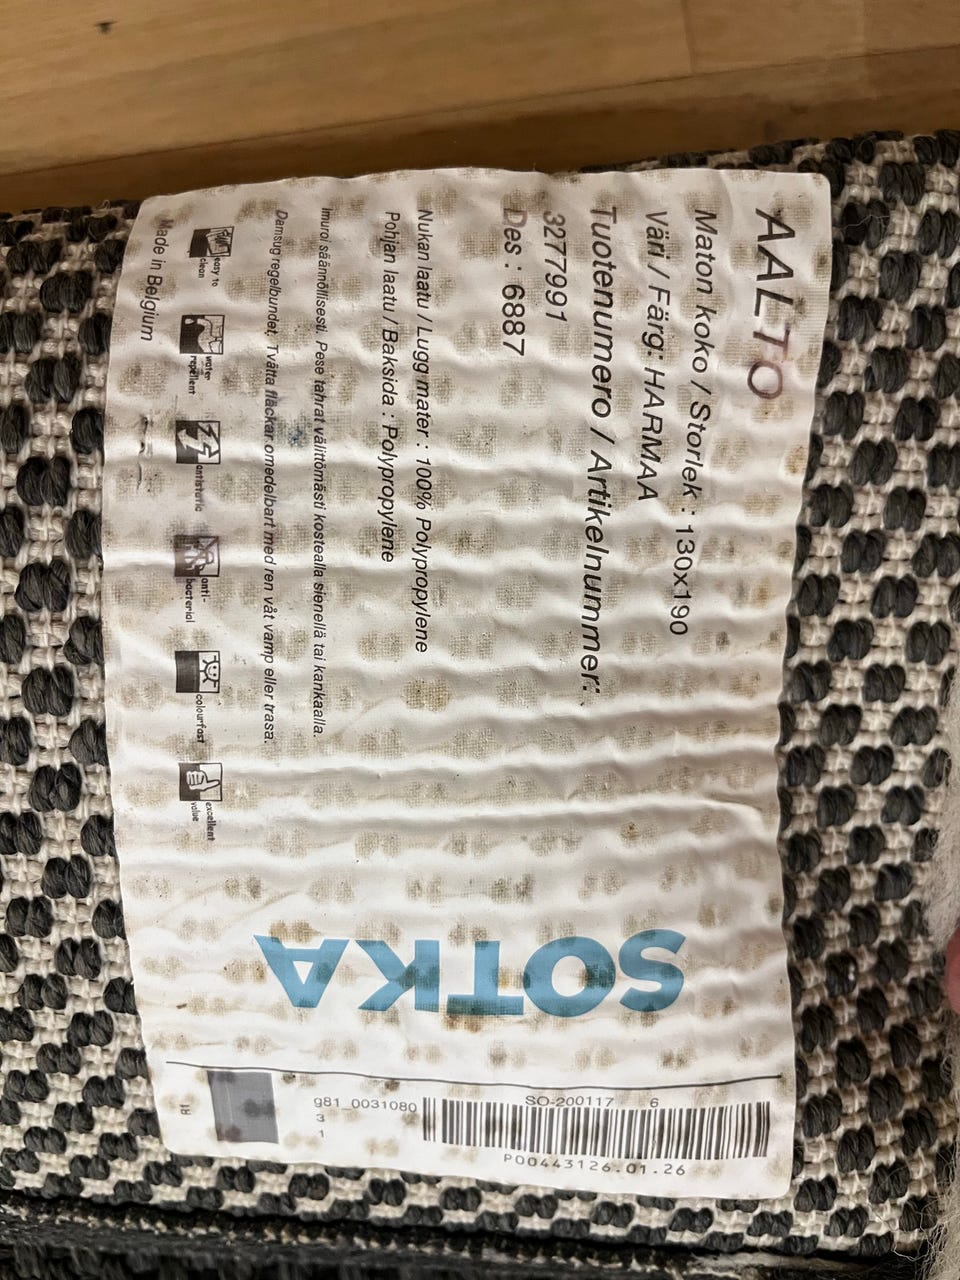 AALTO
Maton koko / Storlek : 130x190
Väri / Färg: HARMAA
Tuotenumero / Artikelnummer:
3277991
Des : 6887
Nukan laatu / Lugg mater : 100% Polypropylene
Pohjan laatu / Baksida : Polypropylene
Imuroi säännöllisesti. Pese tahrat välittömästi kostealla sienellä tai kankaalla.
Damsug regelbundet. Tvätta fläckar omedelbart med ren våt vamp eller trasa.
easy to clean
water repellent
antistatic
anti-bacterial
colourfast
excellent value
Made in Belgium
SOTKA
SO-200117 6
P00443126.01.26
g81_0031080
3
1